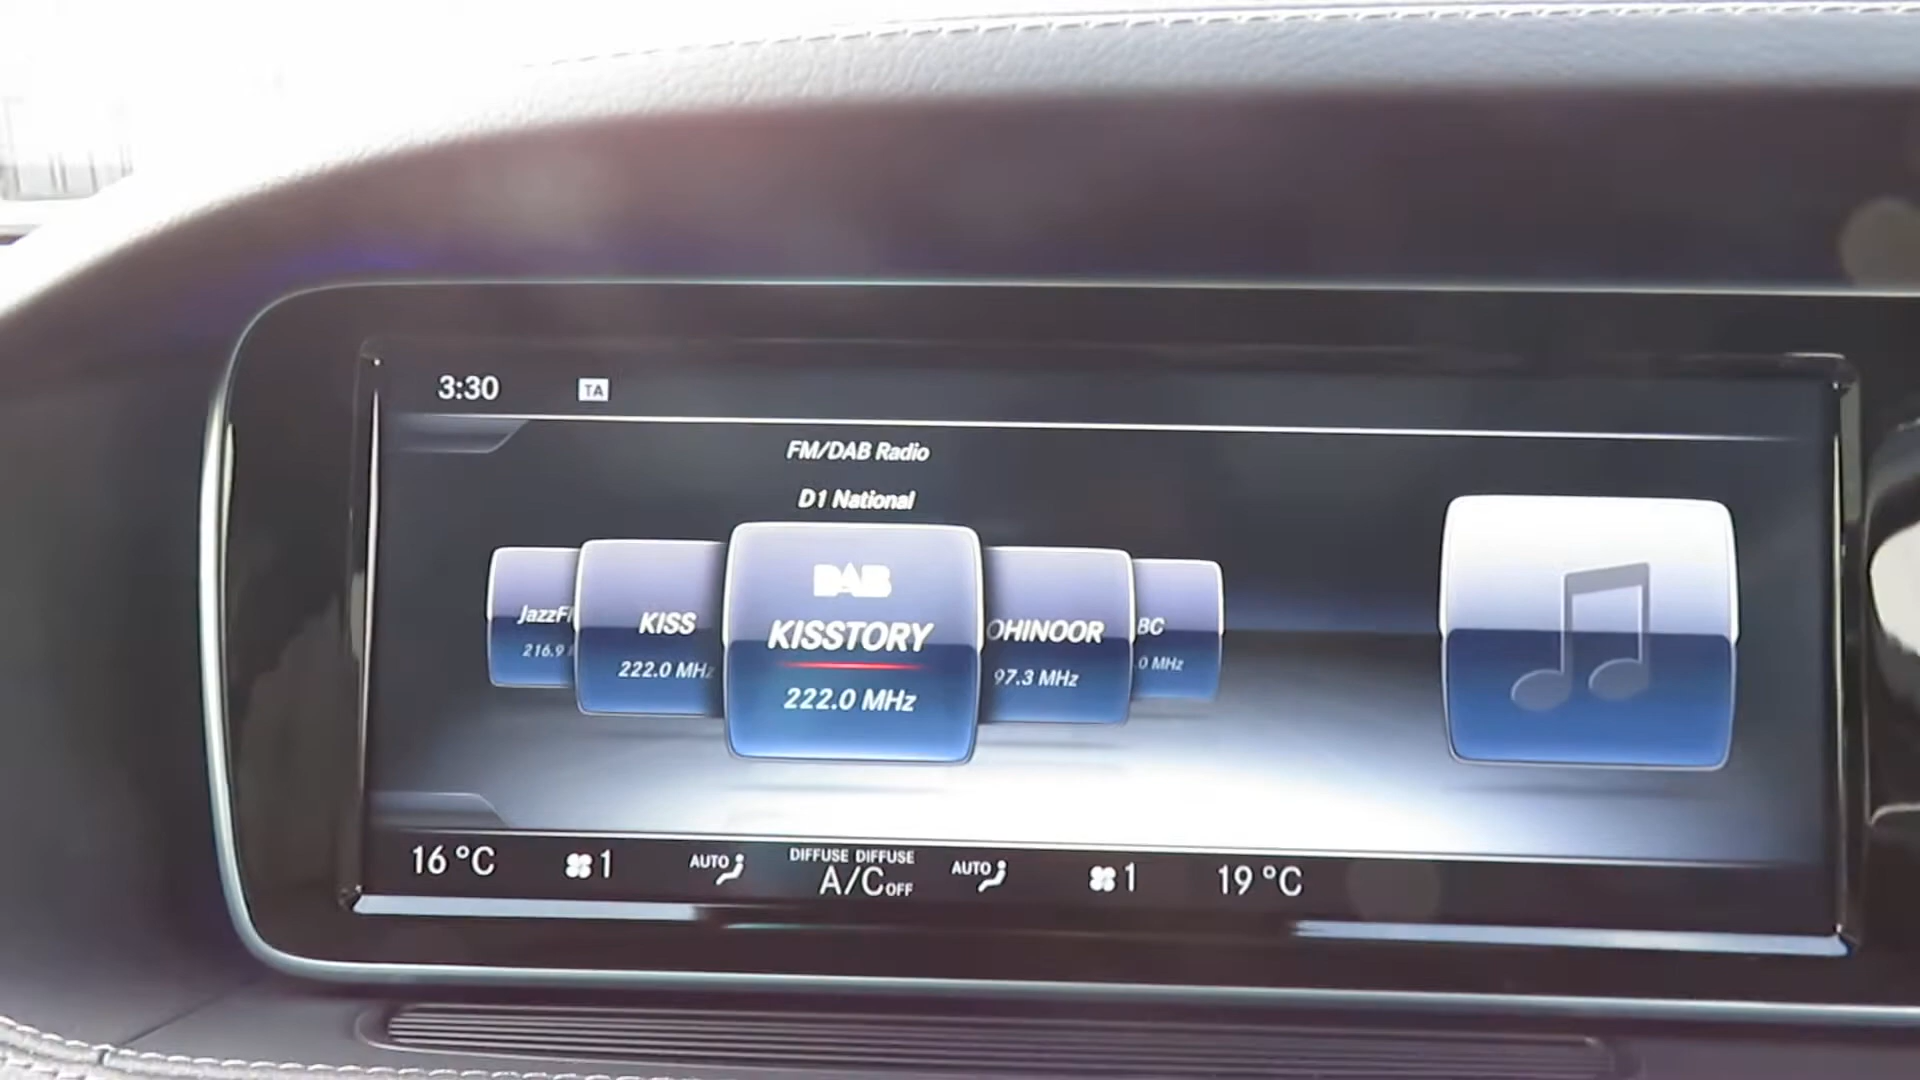 3:30 TA
FM/DAB Radio
D1 National
DAB
JazzF KISS KISSTORY OHINOOR BC
216.9 222.0 MHz 222.0 MHz 97.3 MHz .0 MHz
16 °C 1 AUTO DIFFUSE DIFFUSE AUTO 1 19 °C
A/C OFF